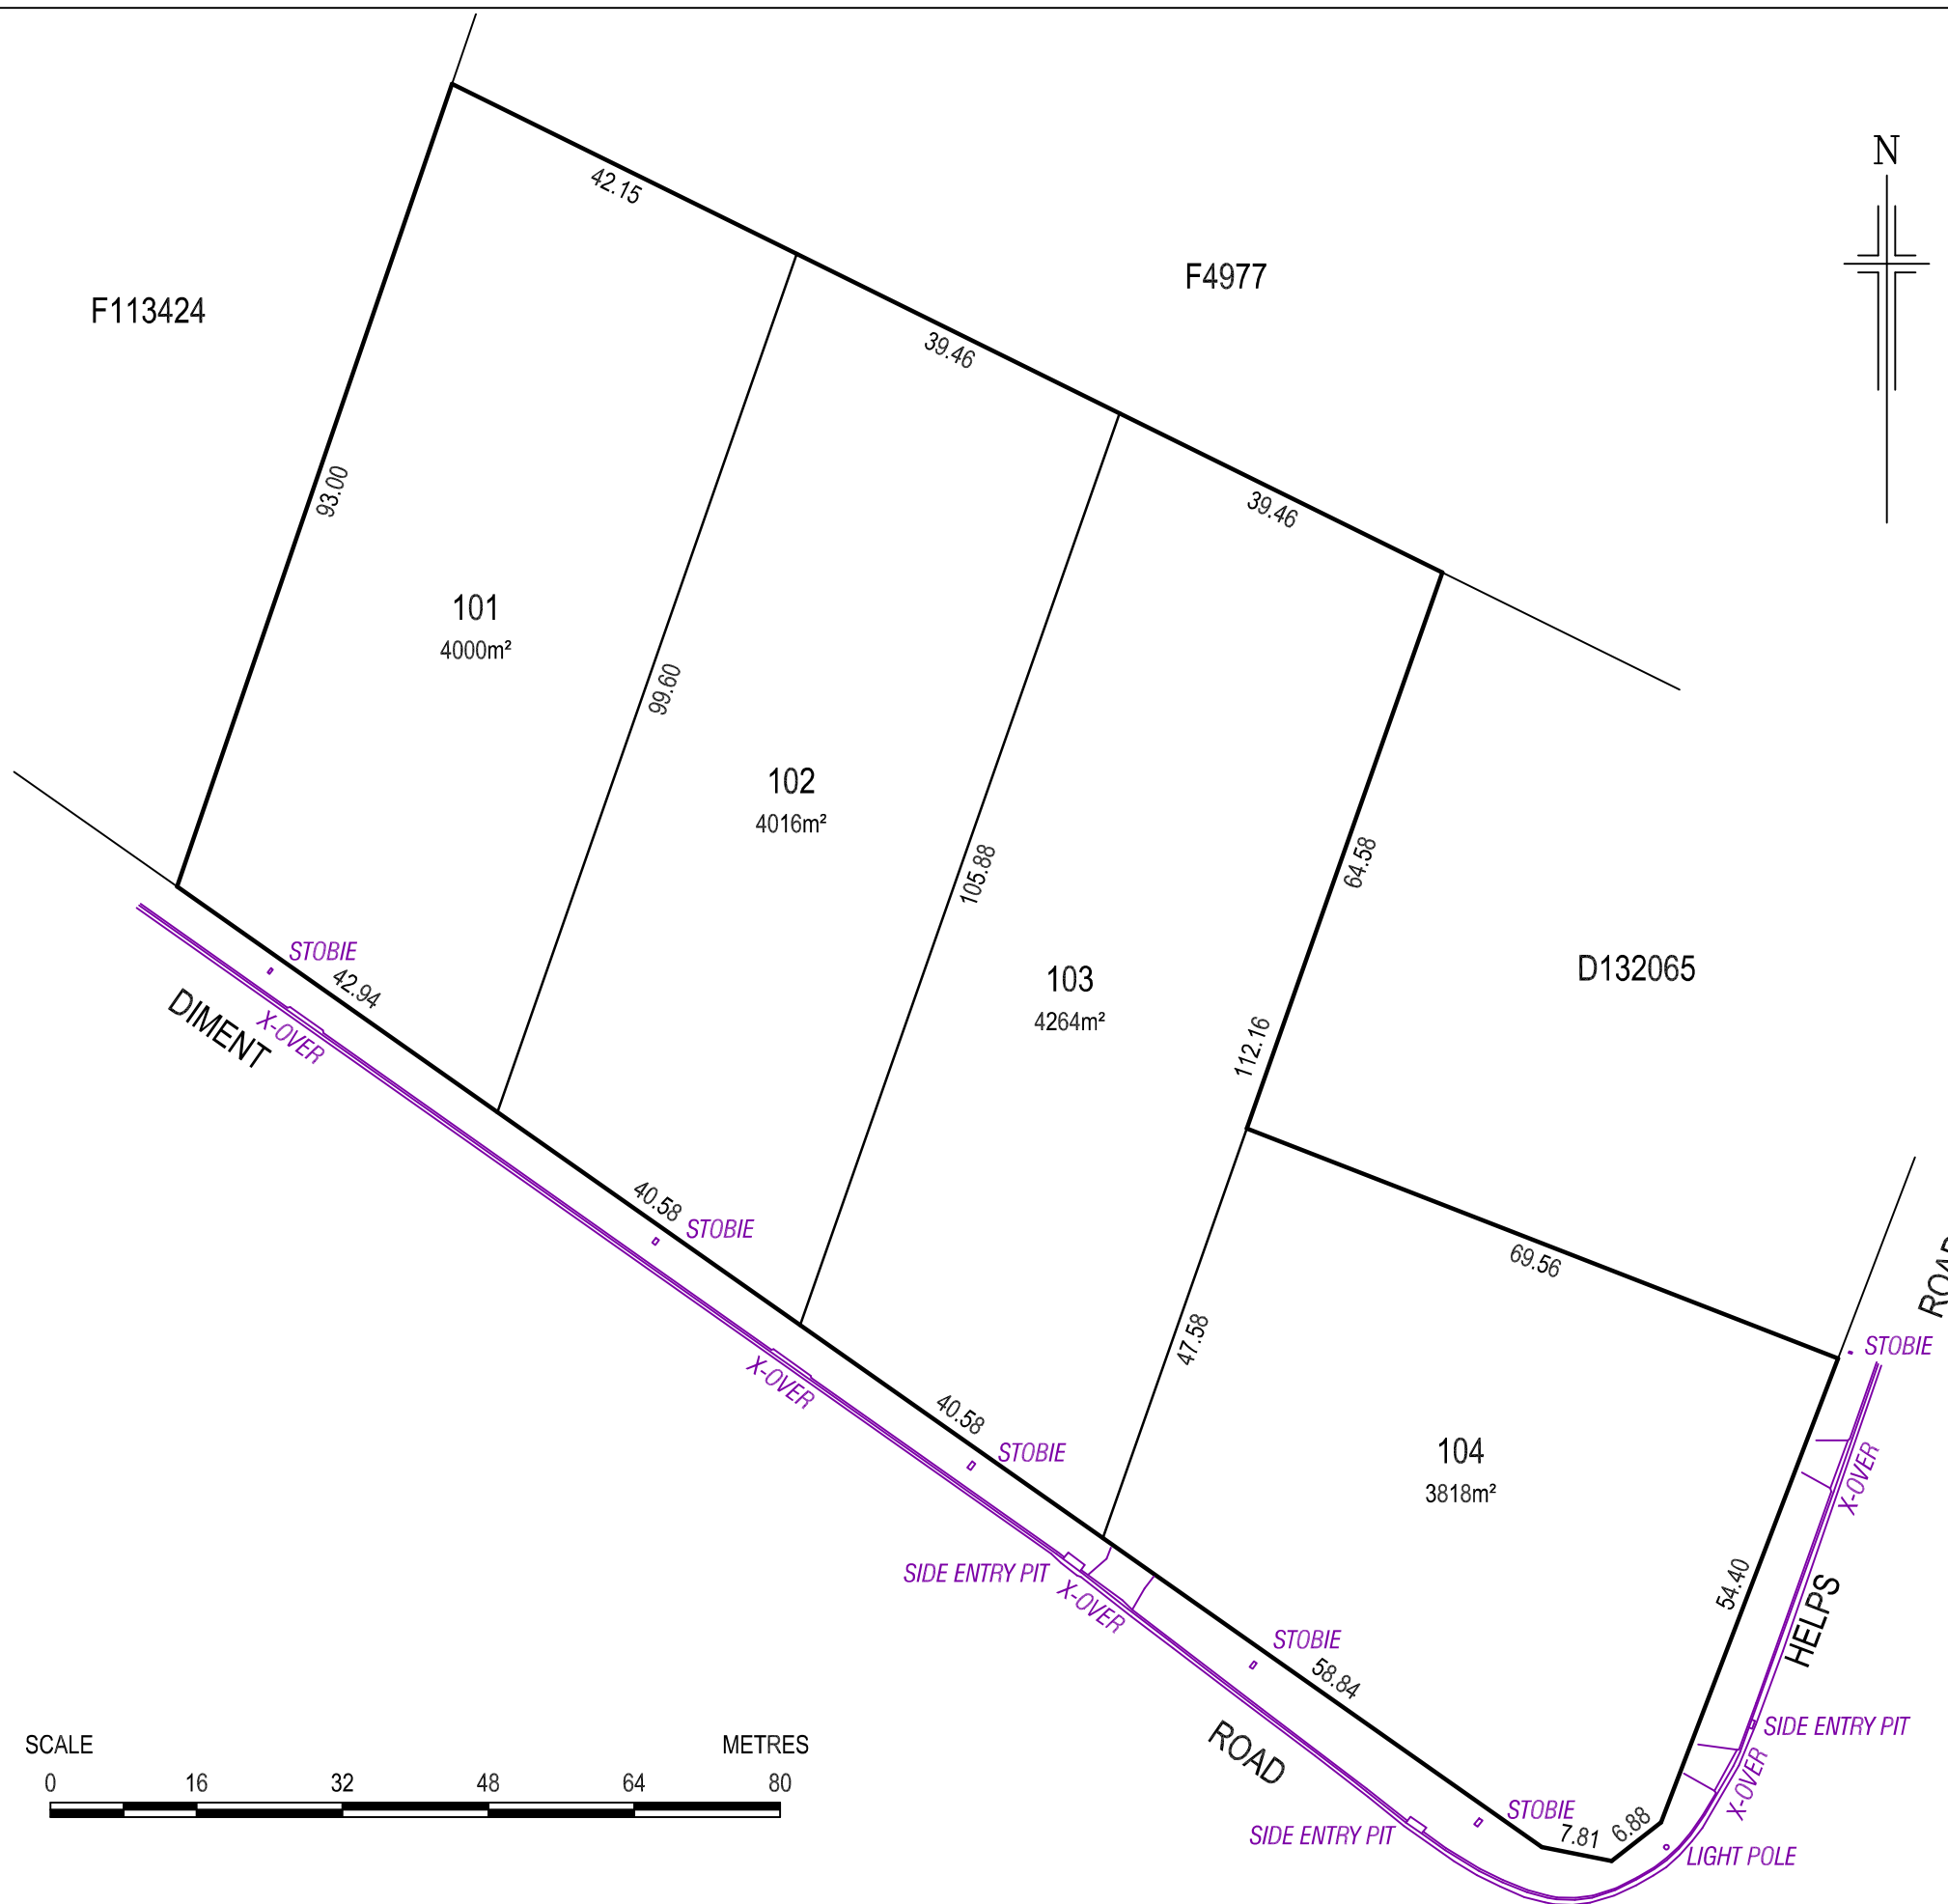 N
42.15
F4977
F113424
39.46
93.00
39.46
101
4000m²
99.60
102
4016m²
105.88
64.58
103
4264m²
D132065
112.16
STOBIE
42.94
DIMENT
X-OVER
40.58
STOBIE
69.56
ROAD
STOBIE
47.58
X-OVER
40.58
STOBIE
104
3818m²
X-OVER
SIDE ENTRY PIT
X-OVER
54.40
HELPS
STOBIE
58.84
SIDE ENTRY PIT
ROAD
X-OVER
SCALE METRES
0 16 32 48 64 80
STOBIE
7.81
6.88
SIDE ENTRY PIT
LIGHT POLE